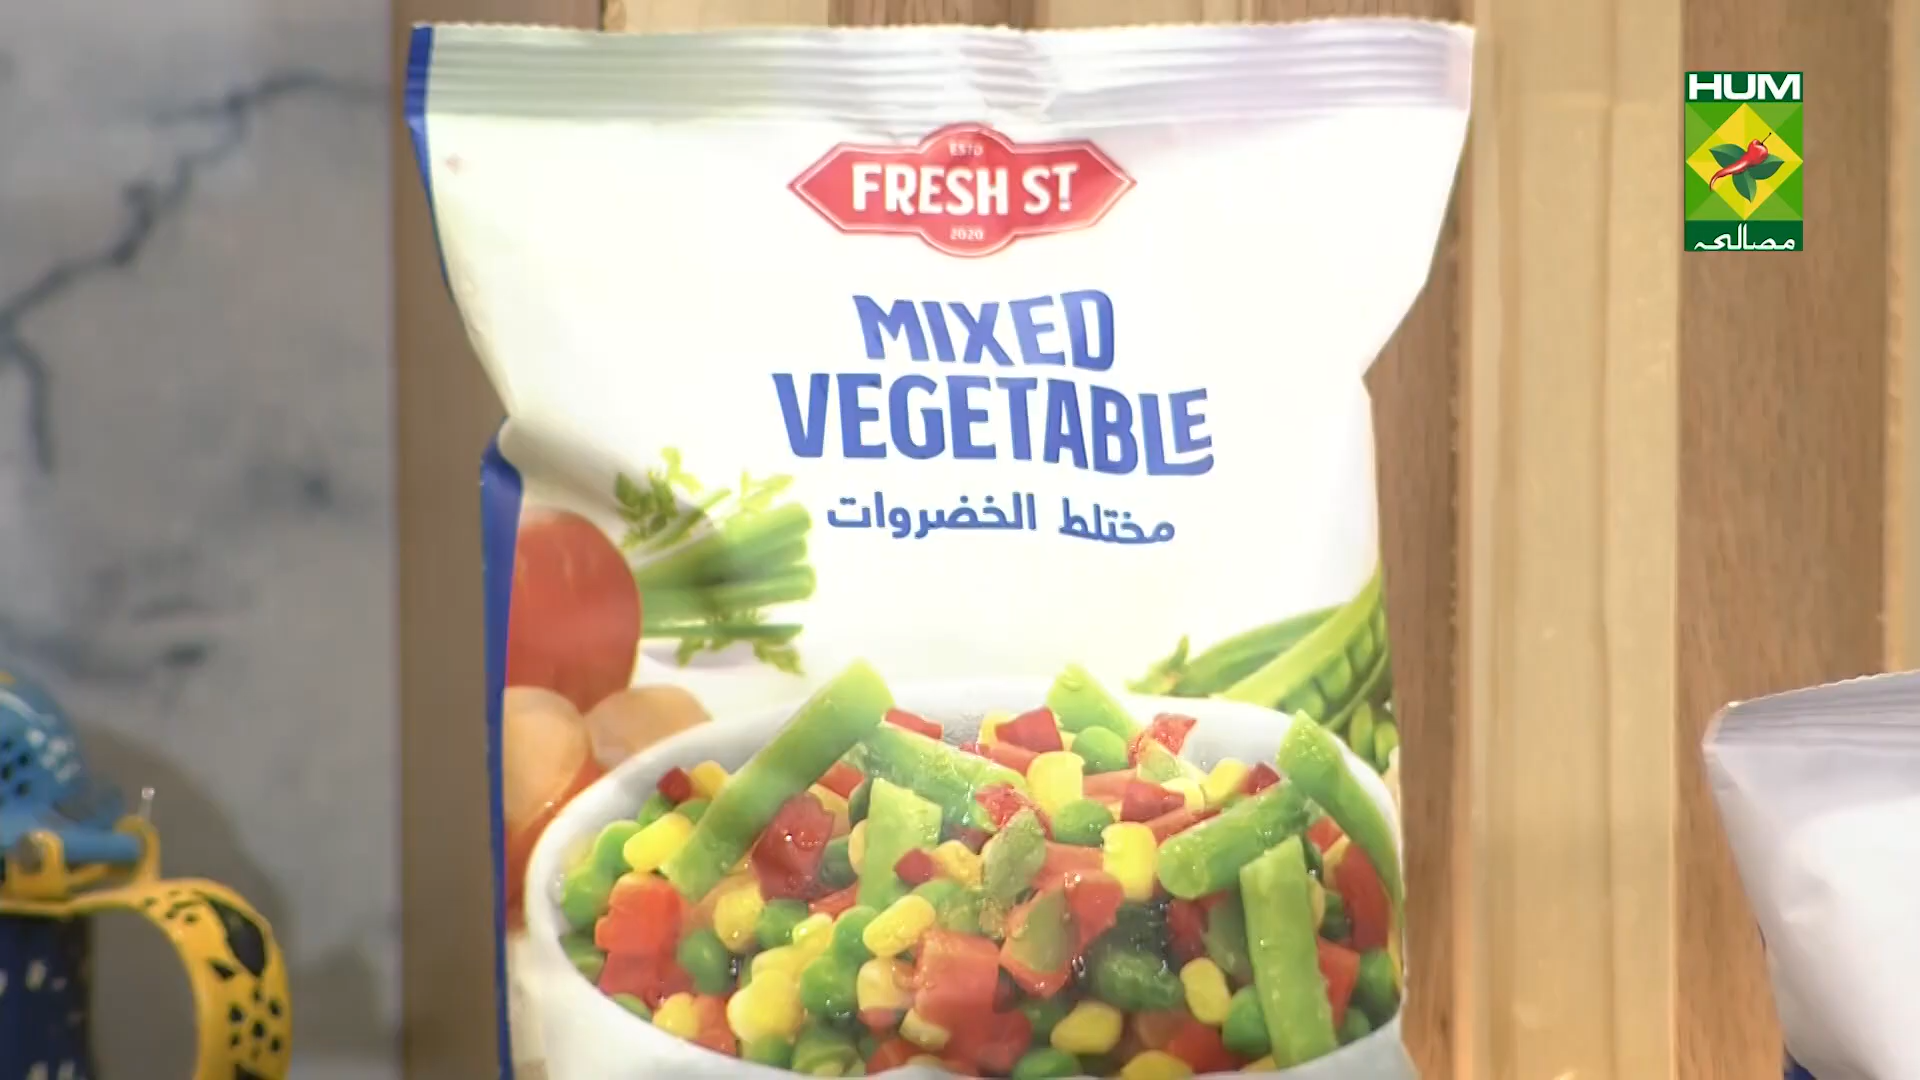 ESTD
FRESH ST.
2020
MIXED
VEGETABLE
مختلط الخضروات
HUM
مصالحہ